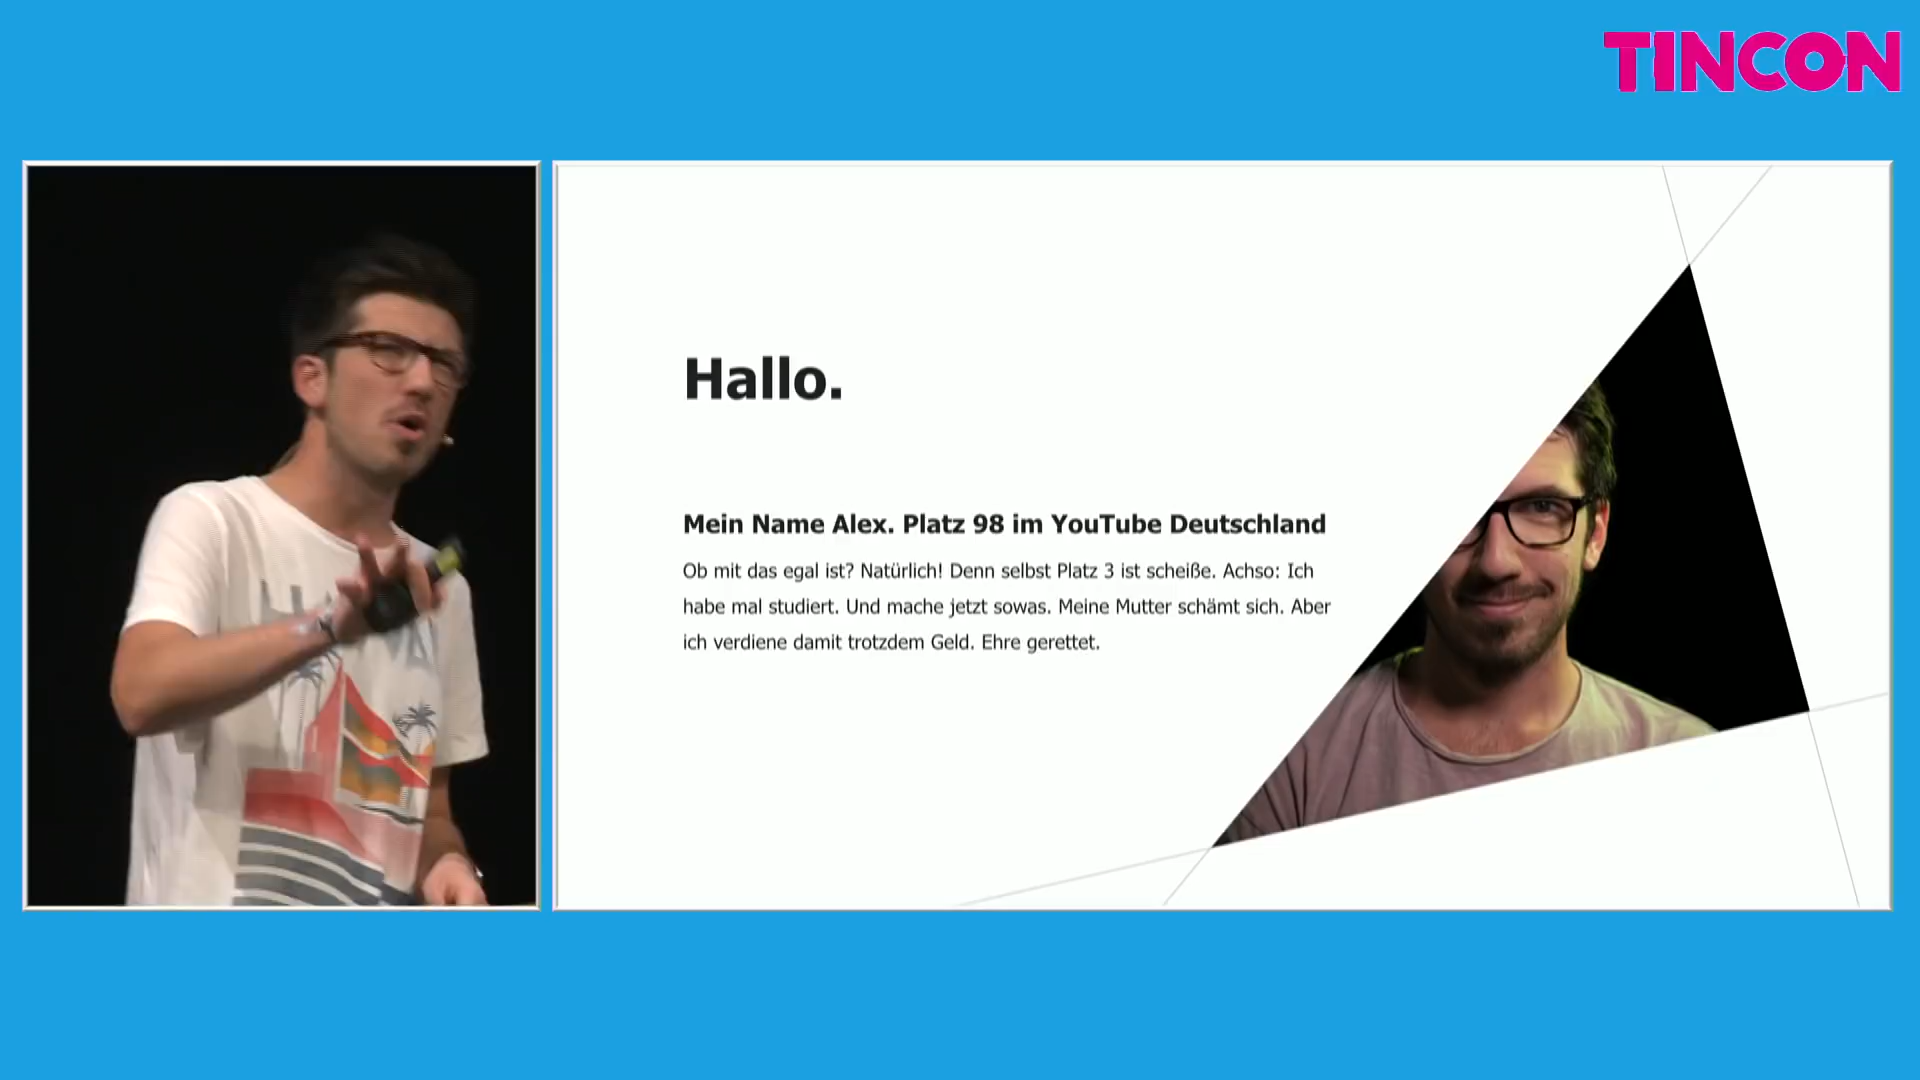 TINCON
Hallo.
Mein Name Alex. Platz 98 im YouTube Deutschland
Ob mit das egal ist? Natürlich! Denn selbst Platz 3 ist scheiße. Achso: Ich
habe mal studiert. Und mache jetzt sowas. Meine Mutter schämt sich. Aber
ich verdiene damit trotzdem Geld. Ehre gerettet.